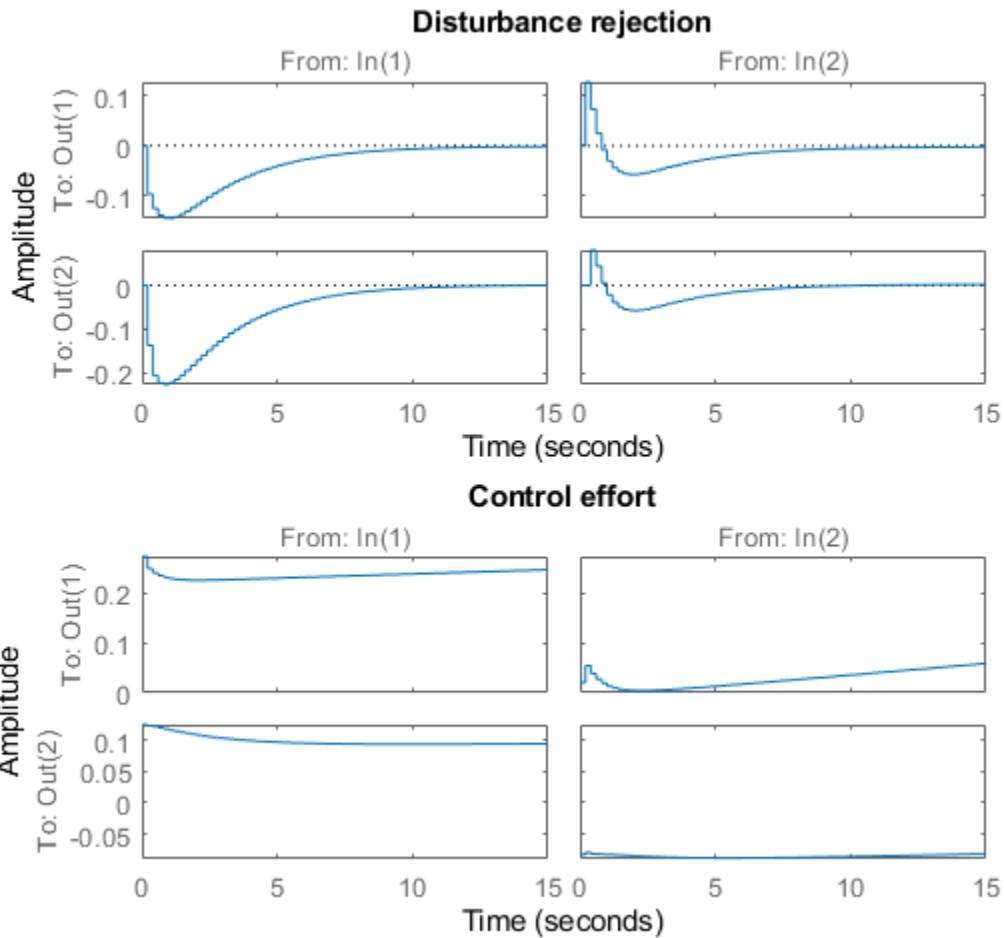 Disturbance rejection
From: In(1) From: In(2)
Amplitude
To: Out(1)
0.1
0
-0.1
To: Out(2)
0
-0.1
-0.2
0 5 10 15 0 5 10 15
Time (seconds)
Control effort
From: In(1) From: In(2)
Amplitude
To: Out(1)
0.2
0.1
0
To: Out(2)
0.1
0.05
0
-0.05
0 5 10 15 0 5 10 15
Time (seconds)